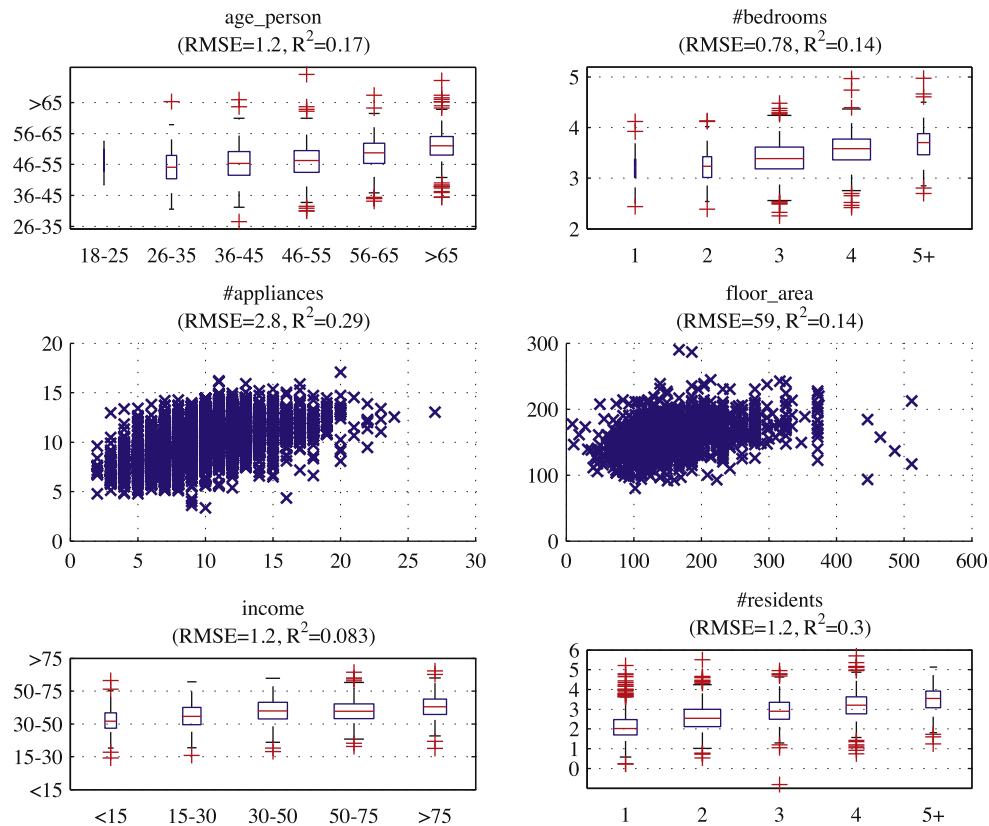 age_person
(RMSE=1.2, R²=0.17)
>65
56-65
46-55
36-45
26-35
18-25 26-35 36-45 46-55 56-65 >65
#bedrooms
(RMSE=0.78, R²=0.14)
5
4
3
2
1 2 3 4 5+
#appliances
(RMSE=2.8, R²=0.29)
20
15
10
5
0
0 5 10 15 20 25 30
floor_area
(RMSE=59, R²=0.14)
300
200
100
0
0 100 200 300 400 500 600
income
(RMSE=1.2, R²=0.083)
>75
50-75
30-50
15-30
<15
<15 15-30 30-50 50-75 >75
#residents
(RMSE=1.2, R²=0.3)
6
5
4
3
2
1
0
1 2 3 4 5+